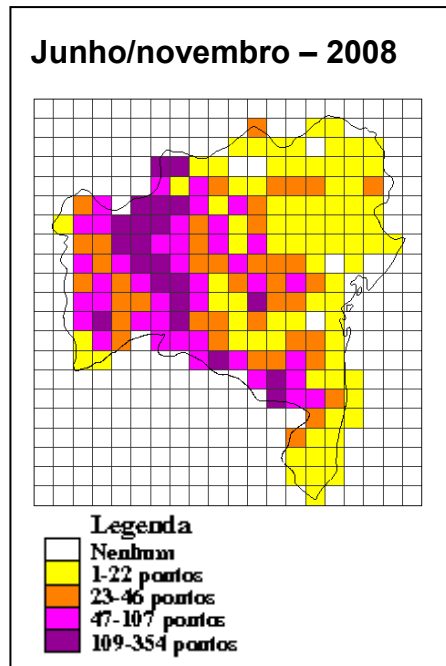 Junho/novembro – 2008
Legenda
Nenhum
1-22 pontos
23-46 pontos
47-107 pontos
109-354 pontos